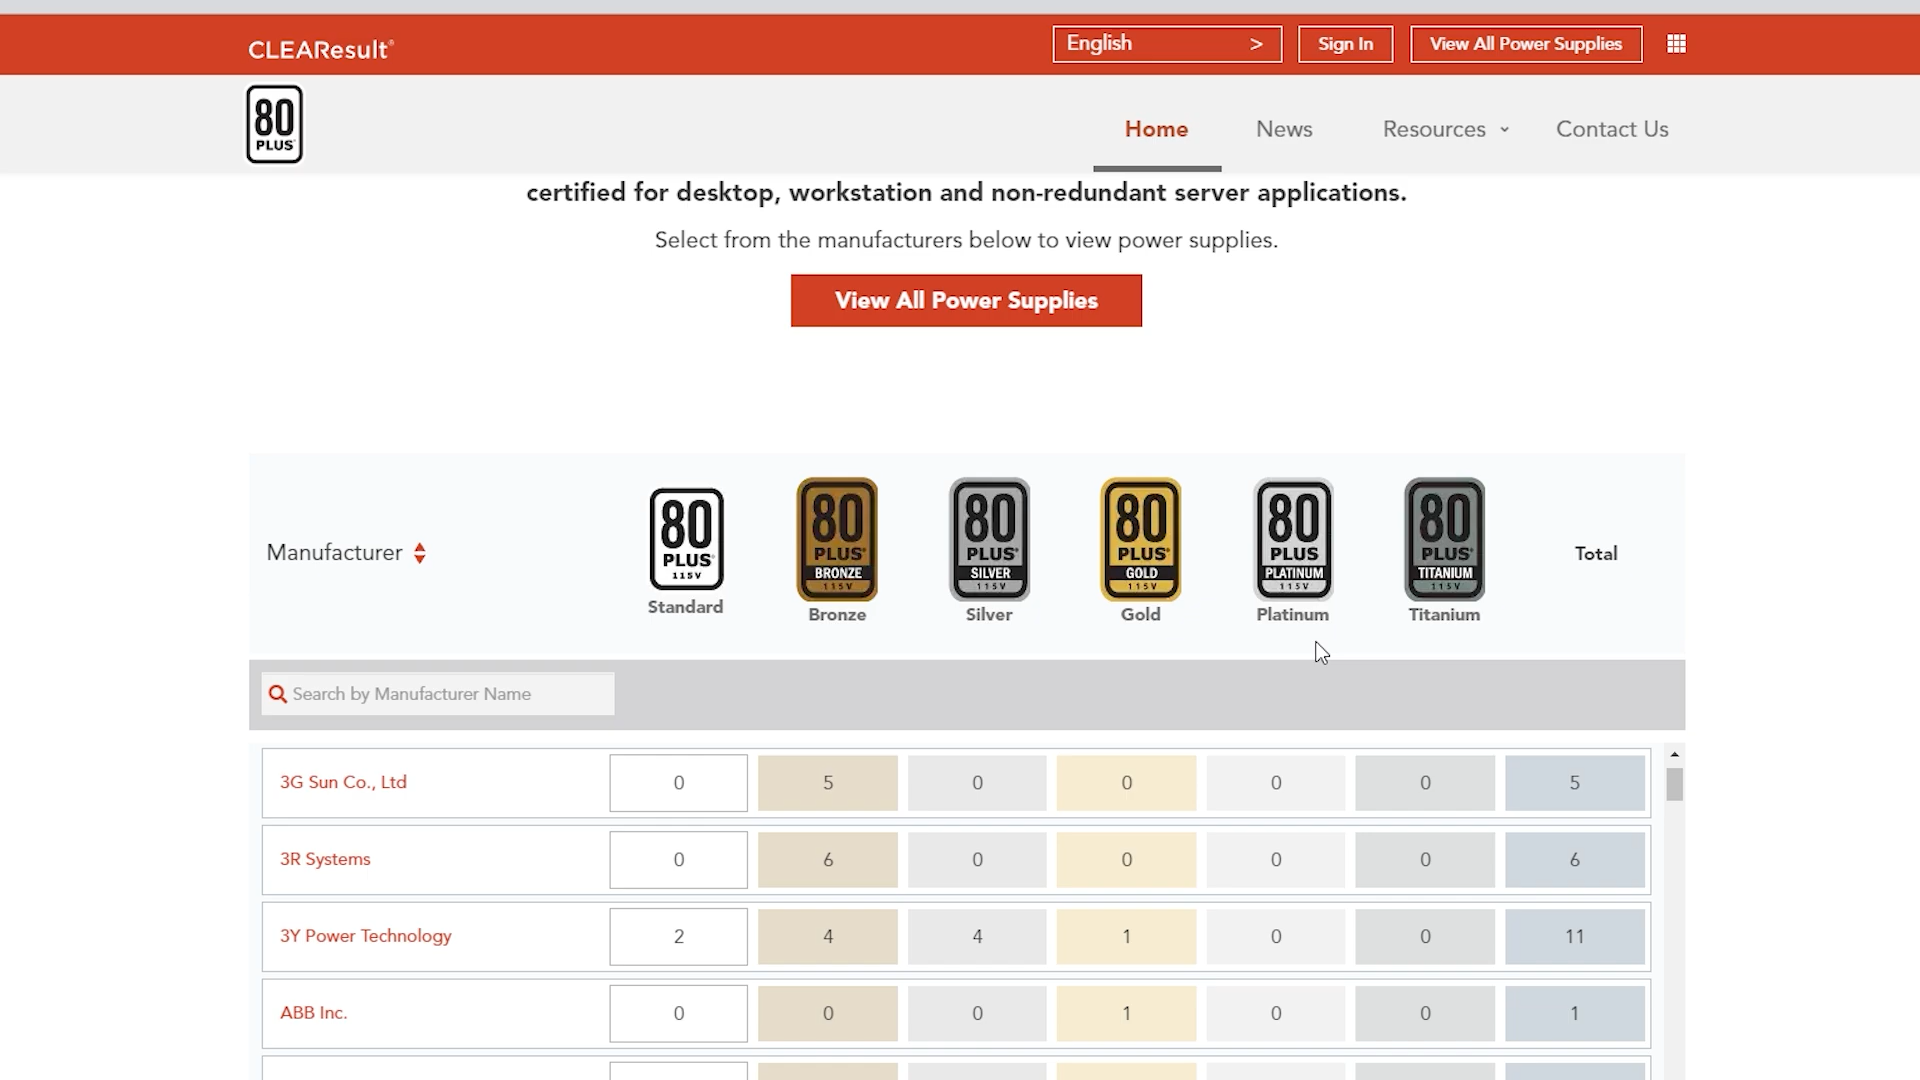 CLEAResult®
English >
Sign In
View All Power Supplies
80
PLUS®
Home
News
Resources
Contact Us
certified for desktop, workstation and non-redundant server applications.
Select from the manufacturers below to view power supplies.
View All Power Supplies
Manufacturer
80 PLUS® 115V
Standard
80 PLUS® BRONZE 115V
Bronze
80 PLUS® SILVER 115V
Silver
80 PLUS® GOLD 115V
Gold
80 PLUS PLATINUM 115V
Platinum
80 PLUS® TITANIUM 115V
Titanium
Total
Search by Manufacturer Name
3G Sun Co., Ltd 0 5 0 0 0 0 5
3R Systems 0 6 0 0 0 0 6
3Y Power Technology 2 4 4 1 0 0 11
ABB Inc. 0 0 0 1 0 0 1